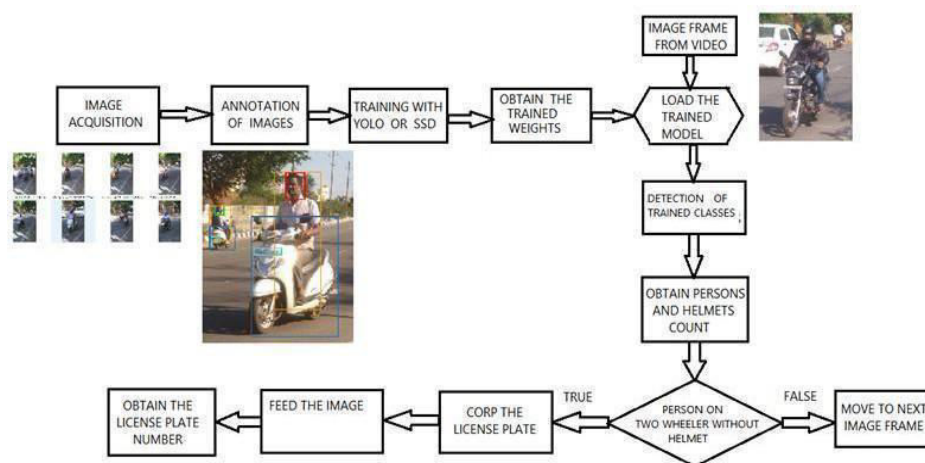 IMAGE FRAME
FROM VIDEO
IMAGE
ACQUISITION
ANNOTATION
OF IMAGES
TRAINING WITH
YOLO OR SSD
OBTAIN THE
TRAINED
WEIGHTS
LOAD THE
TRAINED
MODEL
DETECTION OF
TRAINED CLASSES ;
OBTAIN PERSONS
AND HELMETS
COUNT
PERSON ON
TWO WHEELER WITHOUT
HELMET
TRUE
FALSE
CORP THE
LICENSE PLATE
FEED THE IMAGE
OBTAIN THE
LICENSE PLATE
NUMBER
MOVE TO NEXT
IMAGE FRAME